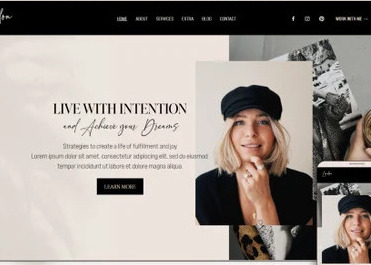 HOME ABOUT SERVICES EXTRA BLOG CONTACT WORK WITH ME
LIVE WITH INTENTION
and Achieve your Dreams
Strategies to create a life of fulfillment and joy
Lorem ipsum dolor sit amet, consectetur adipiscing elit, sed do eiusmod
tempor incididunt ut labore et dolore magna aliqua
LEARN MORE